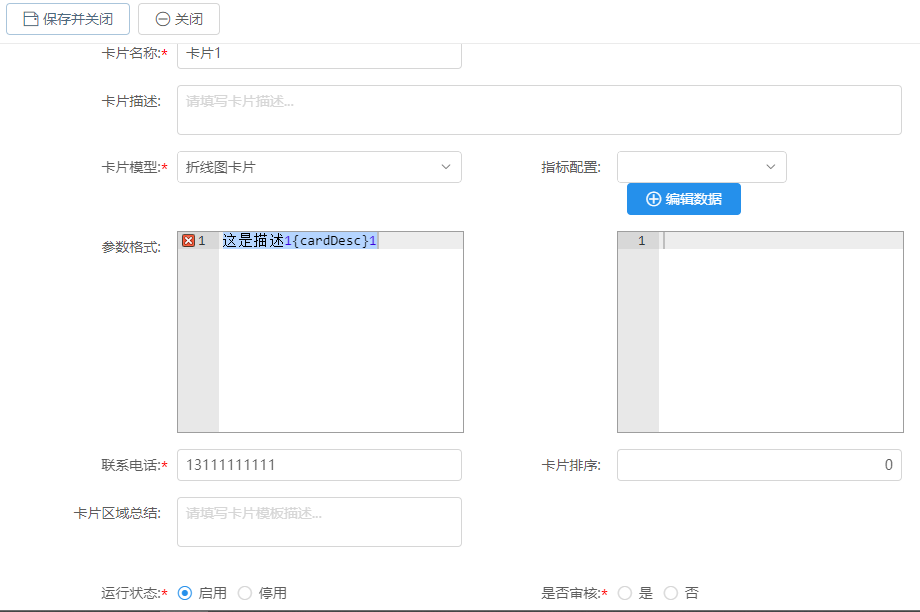 保存并关闭 关闭
卡片名称:* 卡片1
卡片描述: 请填写卡片描述...
卡片模型:* 折线图卡片 指标配置:
编辑数据
参数格式: 1 这是描述1{cardDesc}1 1
联系电话:* 13111111111 卡片排序: 0
卡片区域总结: 请填写卡片模板描述...
运行状态:* 启用 停用 是否审核:* 是 否